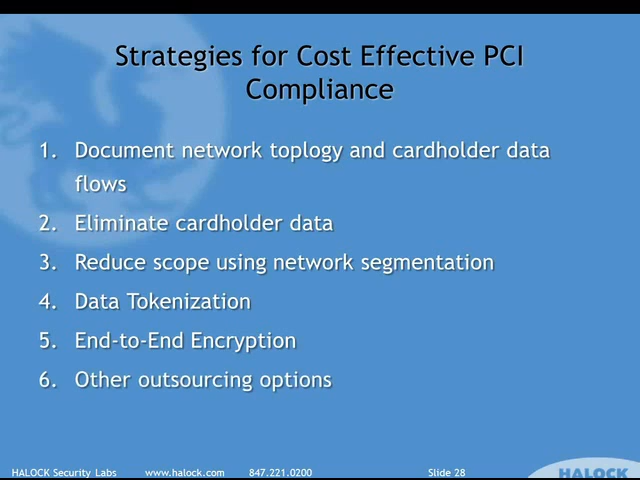 Strategies for Cost Effective PCI
Compliance
1. Document network toplogy and cardholder data
flows
2. Eliminate cardholder data
3. Reduce scope using network segmentation
4. Data Tokenization
5. End-to-End Encryption
6. Other outsourcing options
HALOCK Security Labs www.halock.com 847.221.0200 Slide 28
HALOCK